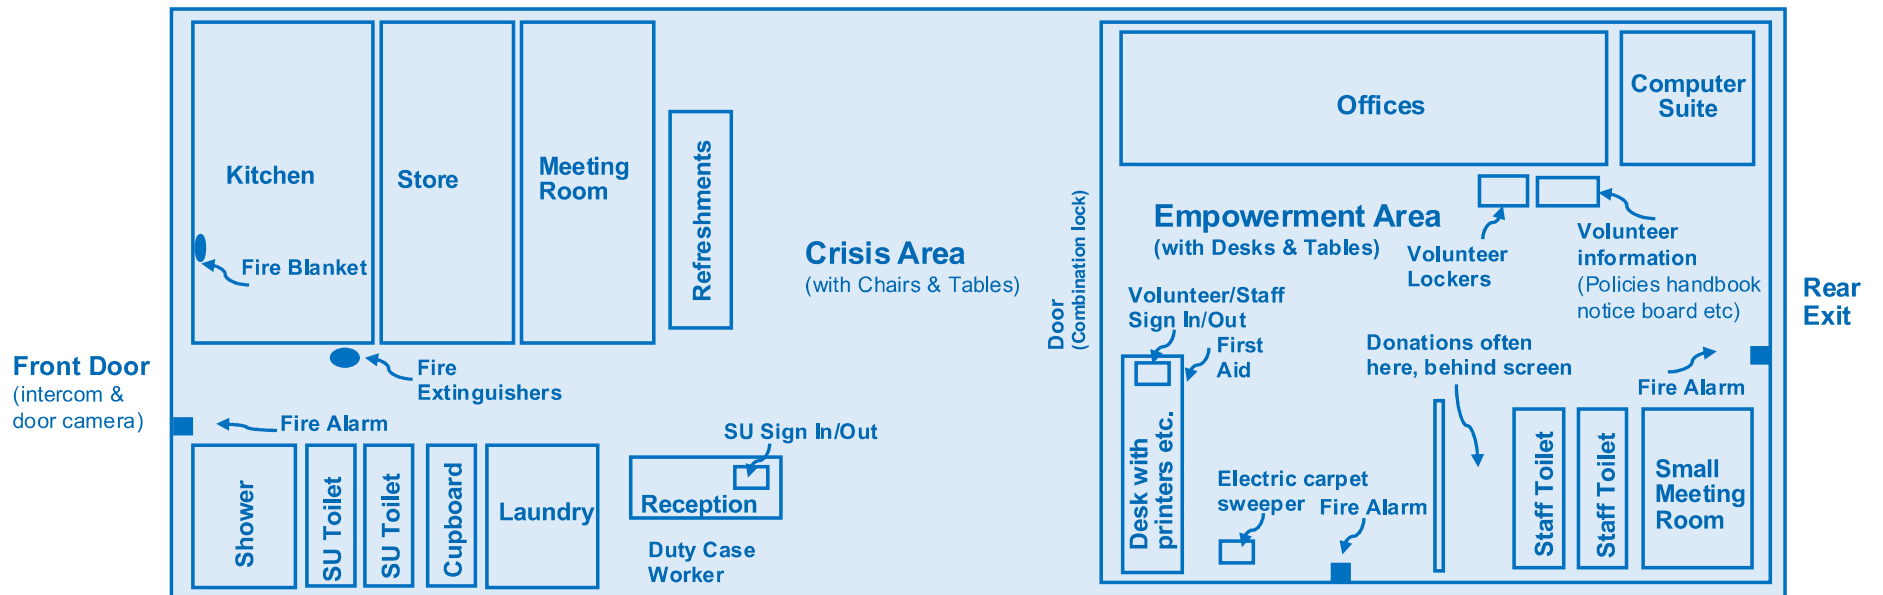 Front Door
(intercom &
door camera)
Kitchen
Fire Blanket
Store
Meeting
Room
Refreshments
Fire
Extinguishers
Fire Alarm
Shower
SU Toilet
SU Toilet
Cupboard
Laundry
SU Sign In/Out
Reception
Duty Case
Worker
Crisis Area
(with Chairs & Tables)
Door
(Combination lock)
Offices
Computer
Suite
Empowerment Area
(with Desks & Tables)
Volunteer
Lockers
Volunteer
information
(Policies handbook
notice board etc)
Volunteer/Staff
Sign In/Out
First
Aid
Desk with
printers etc.
Electric carpet
sweeper
Fire Alarm
Donations often
here, behind screen
Fire Alarm
Staff Toilet
Staff Toilet
Small
Meeting
Room
Rear
Exit